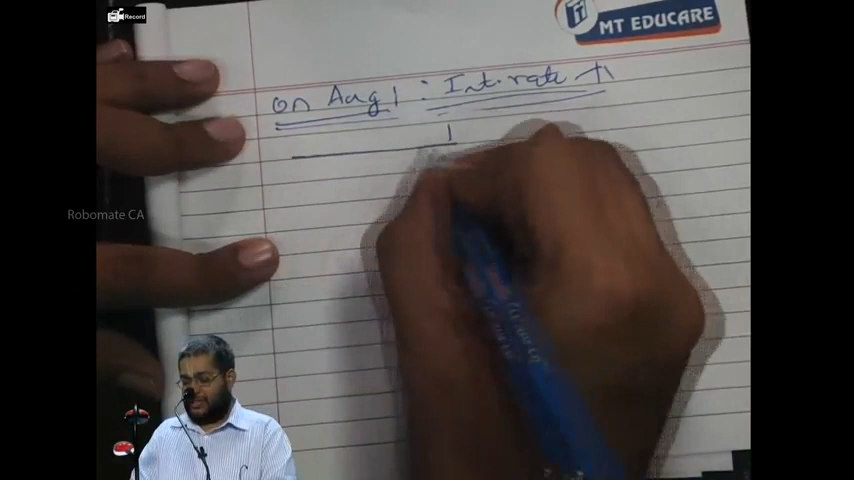 Record
MT EDUCARE
on Aug 1 : Int. rate ↑
Robomate CA